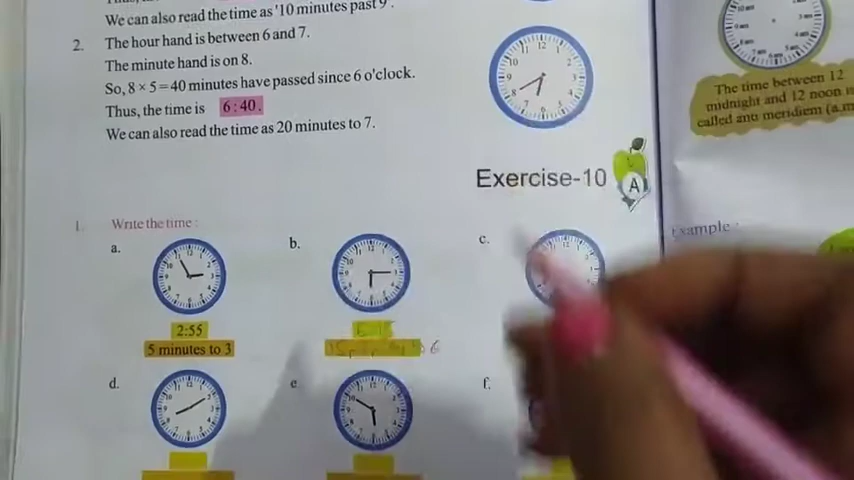 We can also read the time as '10 minutes past 9'.
2. The hour hand is between 6 and 7.
The minute hand is on 8.
So, 8 × 5 = 40 minutes have passed since 6 o'clock.
Thus, the time is 6 : 40 .
We can also read the time as 20 minutes to 7.
The time between 12
midnight and 12 noon is
called
meridiem (a.m
Exercise-10 A
1. Write the time :
Example :
a. b. c.
2:55
5 minutes to 3
6
d. e f.